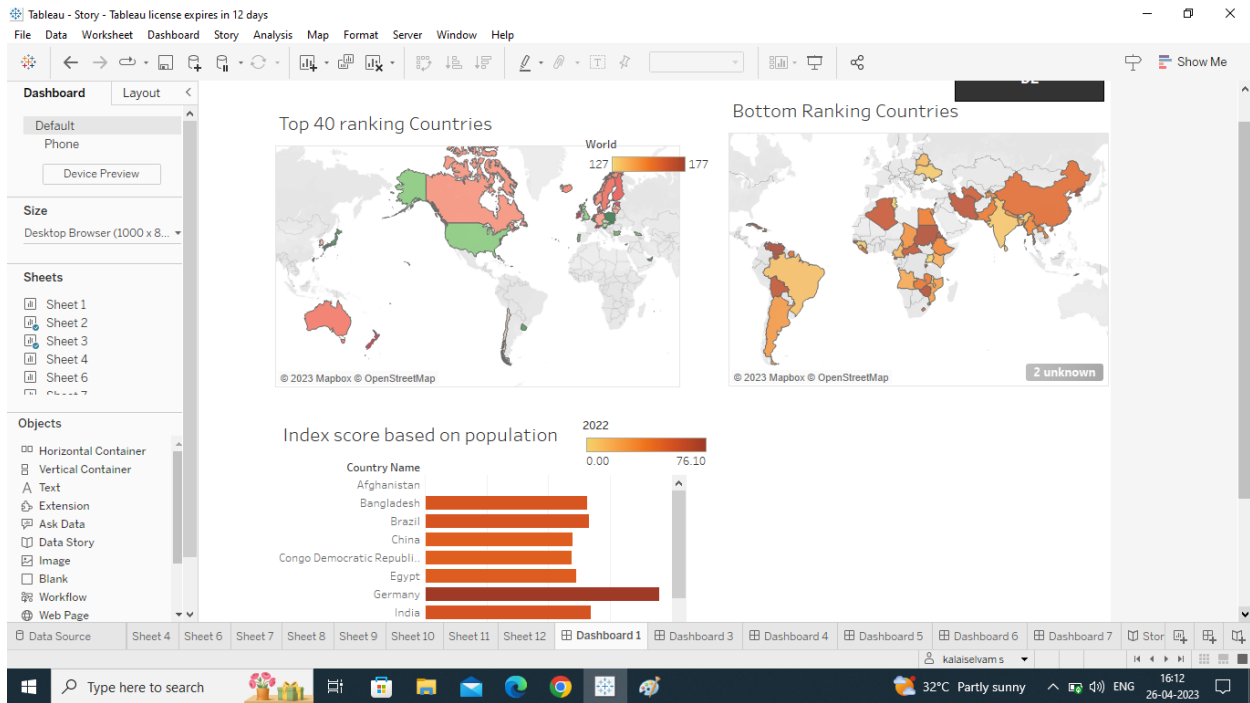 Tableau - Story - Tableau license expires in 12 days
File Data Worksheet Dashboard Story Analysis Map Format Server Window Help
Show Me
Dashboard Layout
Default
Phone
Device Preview
Size
Desktop Browser (1000 x 8...
Sheets
Sheet 1
Sheet 2
Sheet 3
Sheet 4
Sheet 6
Objects
Horizontal Container
Vertical Container
Text
Extension
Ask Data
Data Story
Image
Blank
Workflow
Web Page
Top 40 ranking Countries
World
127 177
© 2023 Mapbox © OpenStreetMap
Bottom Ranking Countries
© 2023 Mapbox © OpenStreetMap
2 unknown
Index score based on population
2022
0.00 76.10
Country Name
Afghanistan
Bangladesh
Brazil
China
Congo Democratic Republi..
Egypt
Germany
India
Data Source Sheet 4 Sheet 6 Sheet 7 Sheet 8 Sheet 9 Sheet 10 Sheet 11 Sheet 12 Dashboard 1 Dashboard 3 Dashboard 4 Dashboard 5 Dashboard 6 Dashboard 7 Stor
kalaiselvam s
Type here to search
32°C Partly sunny
ENG
16:12
26-04-2023